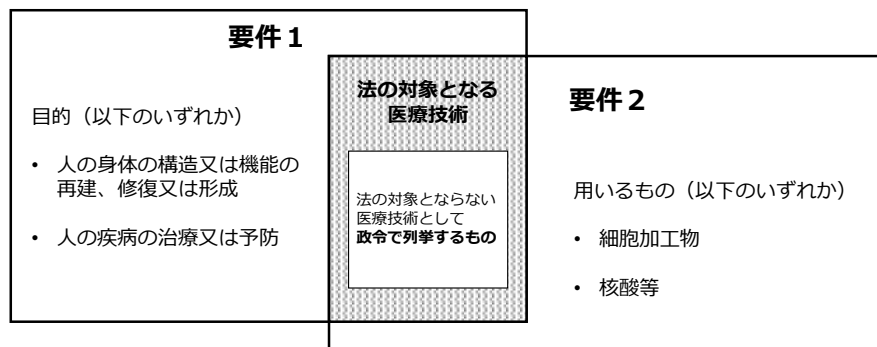 要件１
目的（以下のいずれか）
• 人の身体の構造又は機能の
再建、修復又は形成
• 人の疾病の治療又は予防
法の対象となる
医療技術
法の対象とならない
医療技術として
政令で列挙するもの
要件２
用いるもの（以下のいずれか）
• 細胞加工物
• 核酸等